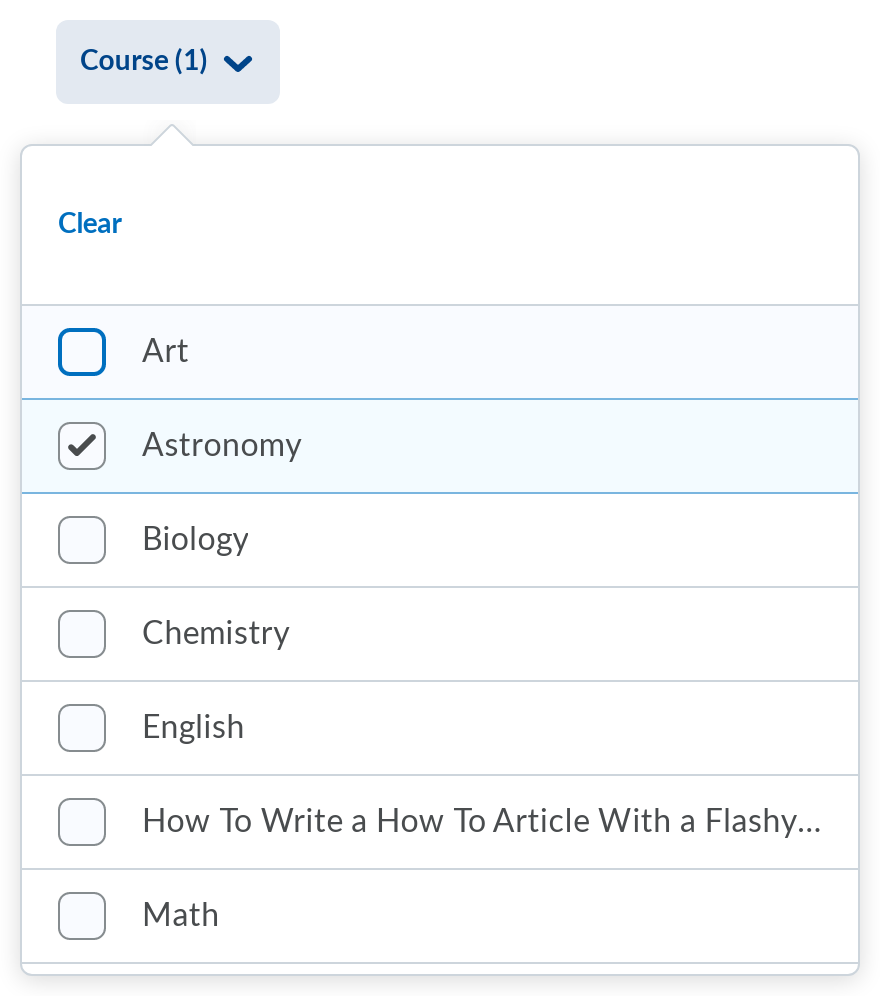 Course (1)
Clear
Art
Astronomy
Biology
Chemistry
English
How To Write a How To Article With a Flashy...
Math